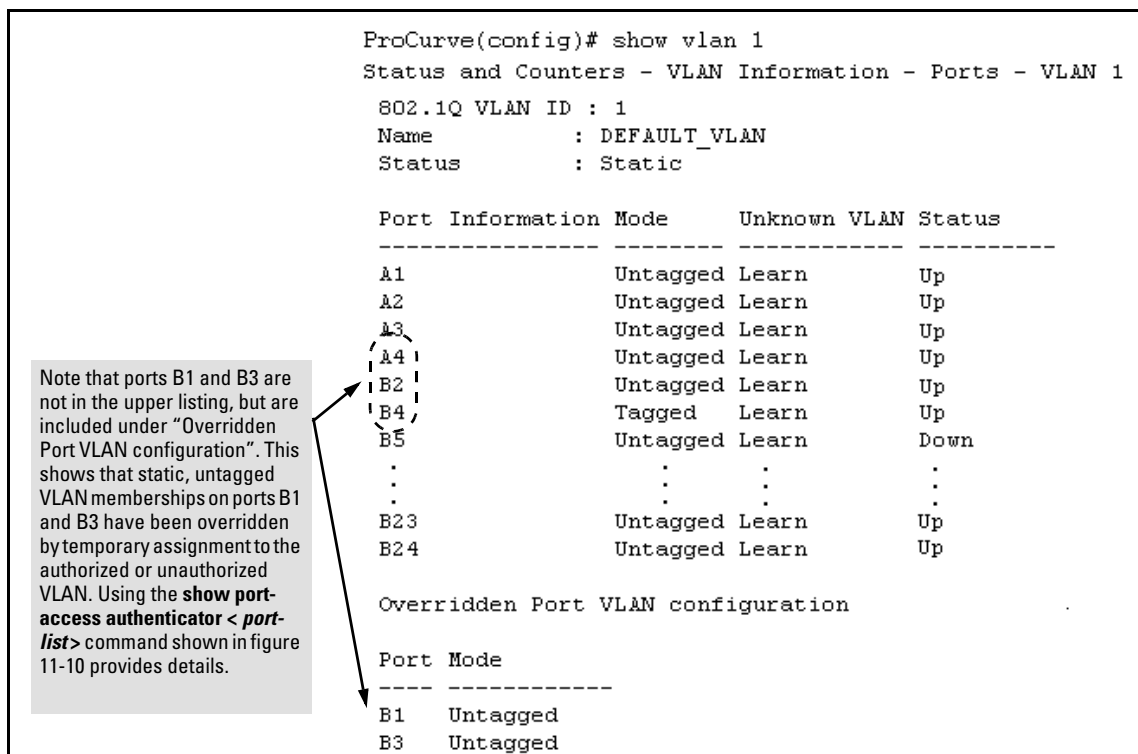 ProCurve(config)# show vlan 1
Status and Counters - VLAN Information - Ports - VLAN 1
802.1Q VLAN ID : 1
Name : DEFAULT_VLAN
Status : Static
Port Information Mode Unknown VLAN Status
---------------- -------- ------------ ----------
A1 Untagged Learn Up
A2 Untagged Learn Up
A3 Untagged Learn Up
A4 Untagged Learn Up
B2 Untagged Learn Up
B4 Tagged Learn Up
B5 Untagged Learn Down
. . . .
. . . .
. . . .
B23 Untagged Learn Up
B24 Untagged Learn Up
Overridden Port VLAN configuration
Port Mode
---- ------------
B1 Untagged
B3 Untagged
Note that ports B1 and B3 are
not in the upper listing, but are
included under “Overridden
Port VLAN configuration”. This
shows that static, untagged
VLAN memberships on ports B1
and B3 have been overridden
by temporary assignment to the
authorized or unauthorized
VLAN. Using the show port-
access authenticator < port-
list> command shown in figure
11-10 provides details.